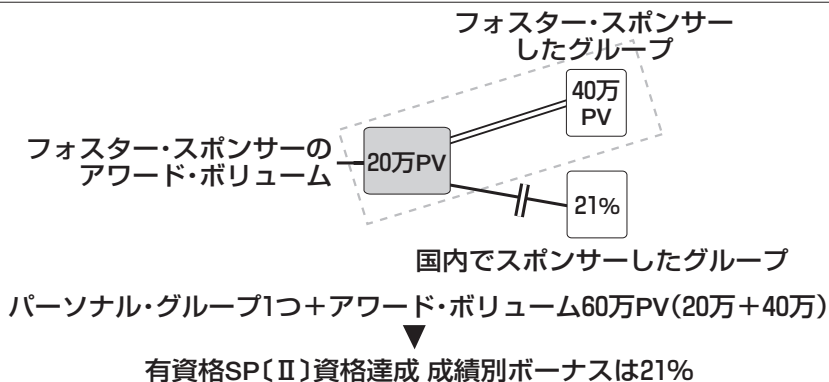 フォスター・スポンサー
したグループ
40万
PV
フォスター・スポンサーの
アワード・ボリューム
20万PV
21%
国内でスポンサーしたグループ
パーソナル・グループ1つ＋アワード・ボリューム60万PV（20万＋40万）
▼
有資格SP〔Ⅱ〕資格達成 成績別ボーナスは21%